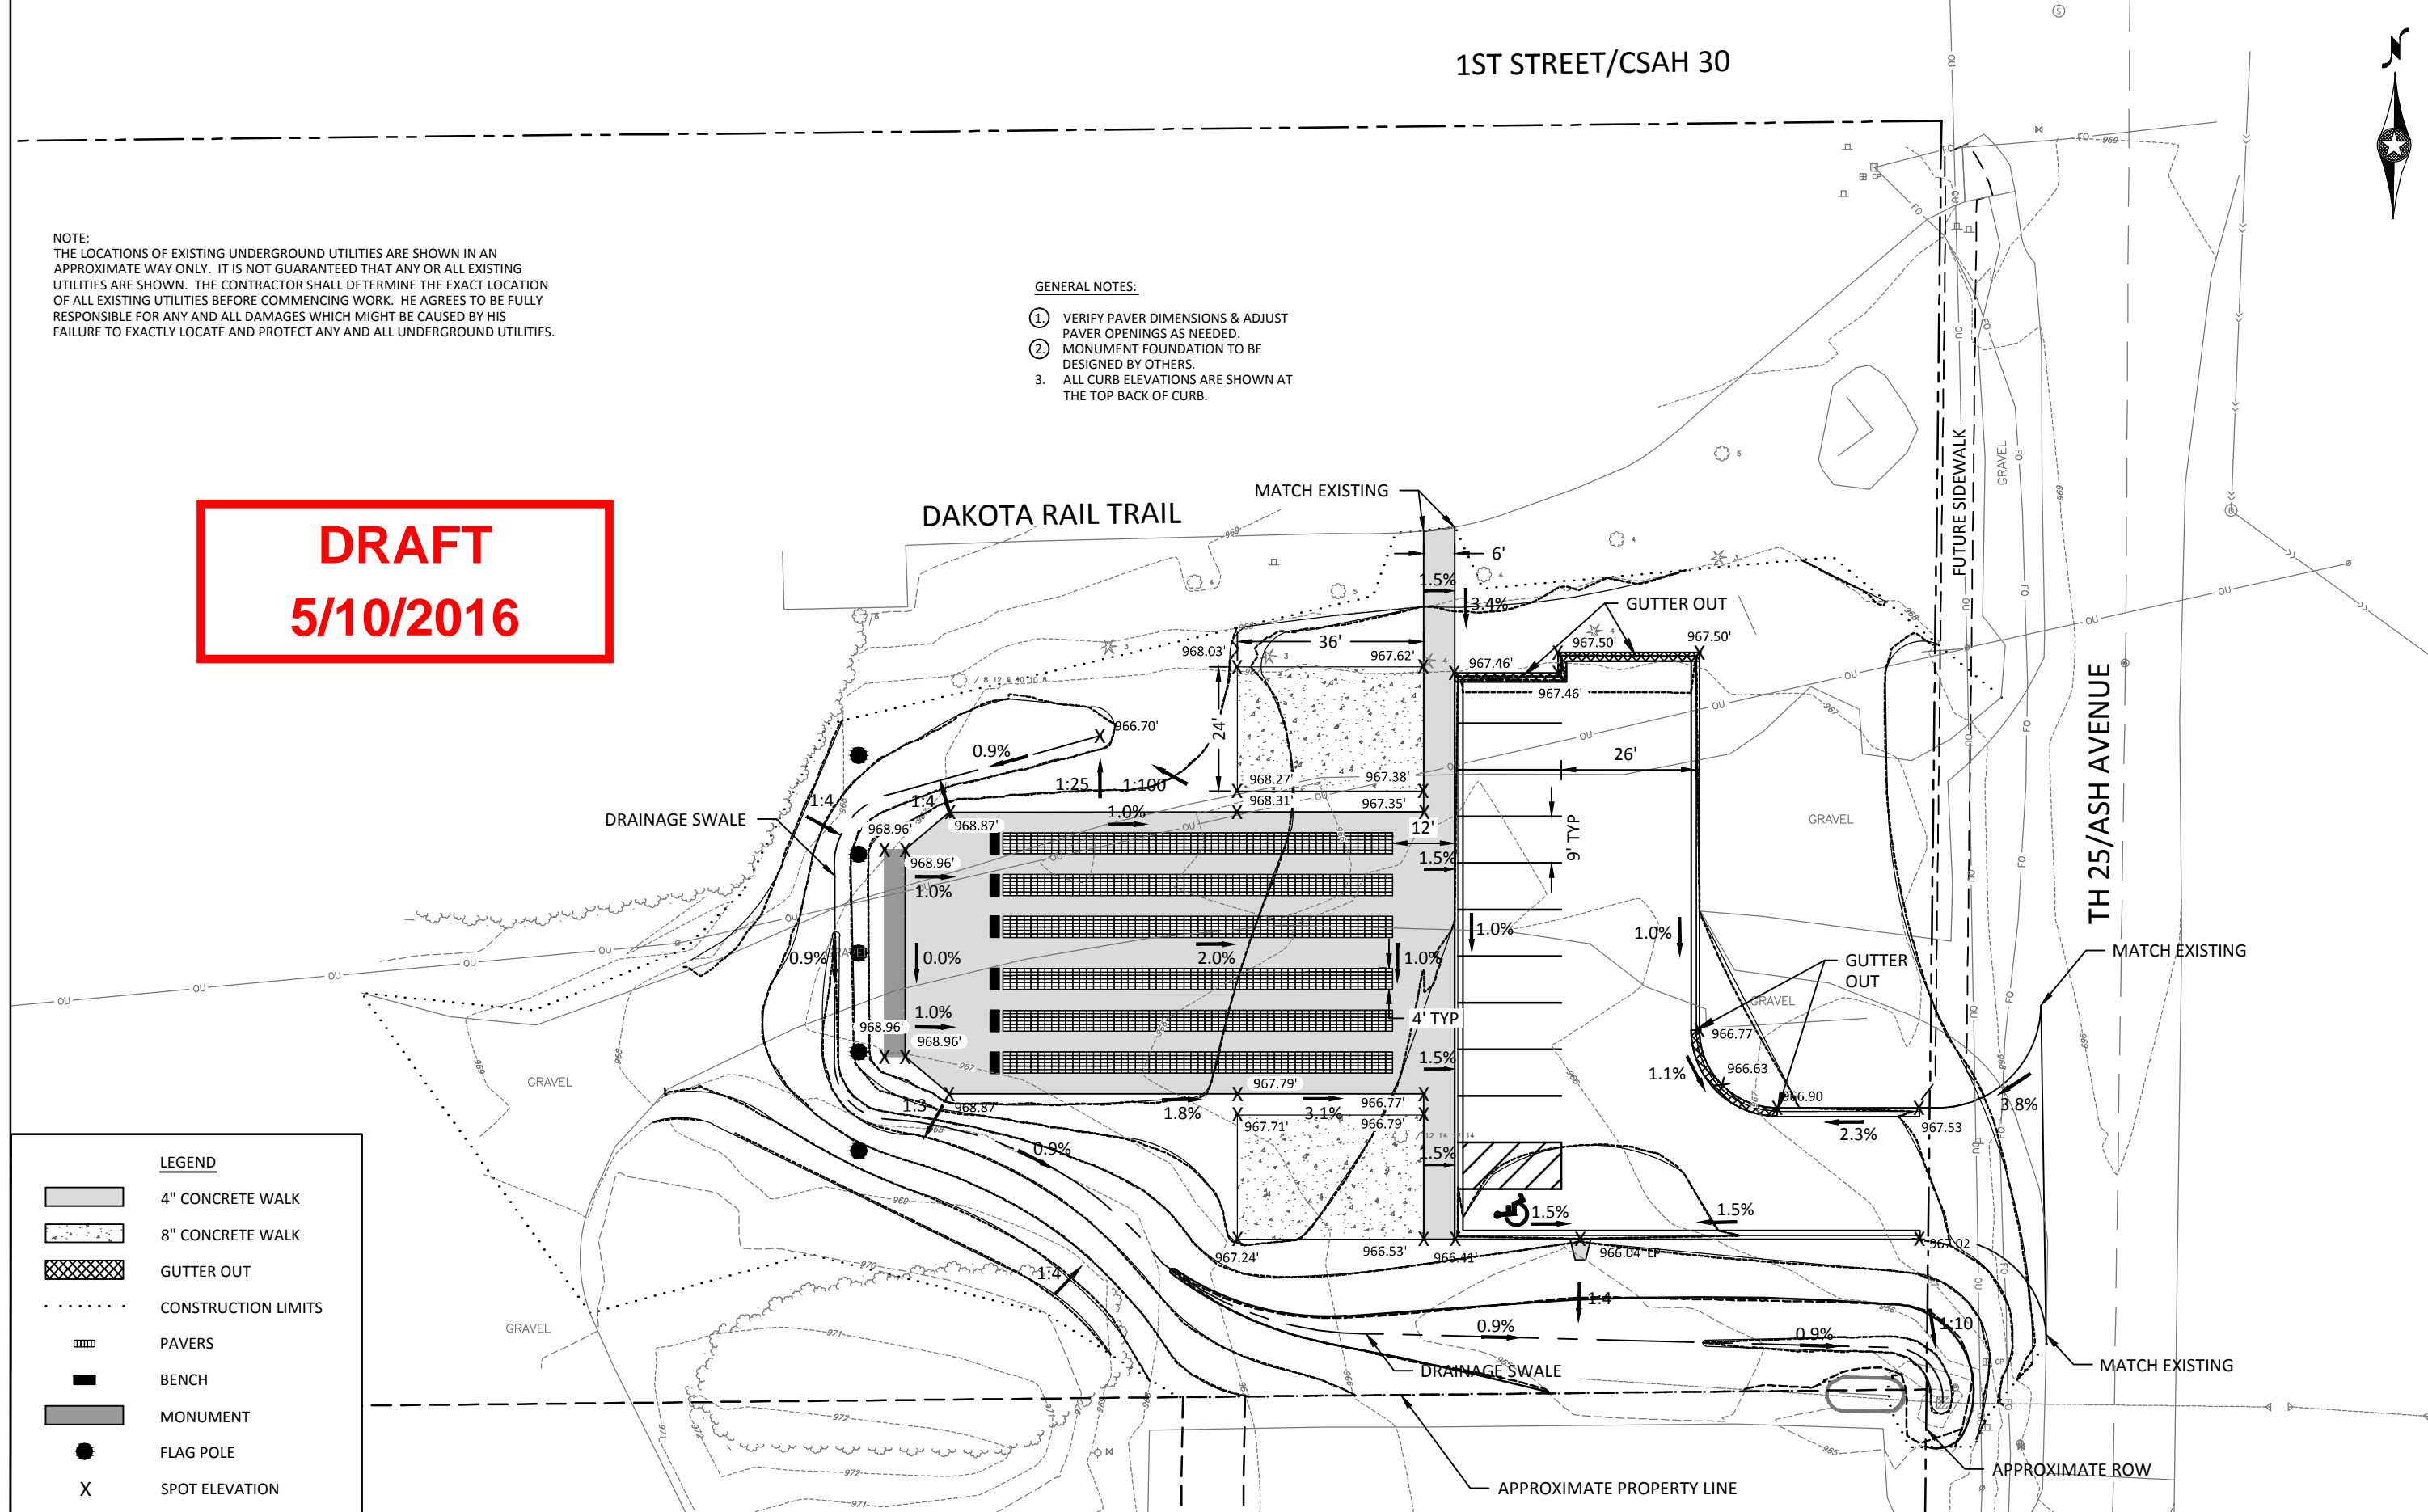 1ST STREET/CSAH 30
N
NOTE:
THE LOCATIONS OF EXISTING UNDERGROUND UTILITIES ARE SHOWN IN AN
APPROXIMATE WAY ONLY. IT IS NOT GUARANTEED THAT ANY OR ALL EXISTING
UTILITIES ARE SHOWN. THE CONTRACTOR SHALL DETERMINE THE EXACT LOCATION
OF ALL EXISTING UTILITIES BEFORE COMMENCING WORK. HE AGREES TO BE FULLY
RESPONSIBLE FOR ANY AND ALL DAMAGES WHICH MIGHT BE CAUSED BY HIS
FAILURE TO EXACTLY LOCATE AND PROTECT ANY AND ALL UNDERGROUND UTILITIES.
GENERAL NOTES:
1. VERIFY PAVER DIMENSIONS & ADJUST
PAVER OPENINGS AS NEEDED.
2. MONUMENT FOUNDATION TO BE
DESIGNED BY OTHERS.
3. ALL CURB ELEVATIONS ARE SHOWN AT
THE TOP BACK OF CURB.
DRAFT
5/10/2016
DAKOTA RAIL TRAIL
MATCH EXISTING
6'
1.5%
3.4%
GUTTER OUT
36'
968.03'
967.62'
967.46'
967.50'
967.50'
967.46'
24'
966.70'
0.9%
1:25
1:100
968.27'
967.38'
26'
1:4
1:4
1.0%
968.31'
967.35'
DRAINAGE SWALE
968.96'
968.87'
12'
9' TYP
968.96'
1.0%
1.5%
0.9%
0.0%
2.0%
1.0%
1.0%
1.0%
GUTTER
OUT
MATCH EXISTING
FUTURE SIDEWALK
GRAVEL
TH 25/ASH AVENUE
GRAVEL
GRAVEL
1.0%
968.96'
968.96'
4' TYP
966.77'
1.5%
1.1%
966.63
967.79'
966.77'
966.90
3.8%
1:3
968.87'
1.8%
3.1%
967.71'
966.79'
2.3%
967.53
0.9%
1.5%
1.5%
1.5%
967.24'
966.53'
966.41'
966.04' LP
967.02
1:4
1:4
1:10
0.9%
0.9%
DRAINAGE SWALE
MATCH EXISTING
APPROXIMATE PROPERTY LINE
APPROXIMATE ROW
GRAVEL
GRAVEL
LEGEND
4" CONCRETE WALK
8" CONCRETE WALK
GUTTER OUT
CONSTRUCTION LIMITS
PAVERS
BENCH
MONUMENT
FLAG POLE
X SPOT ELEVATION